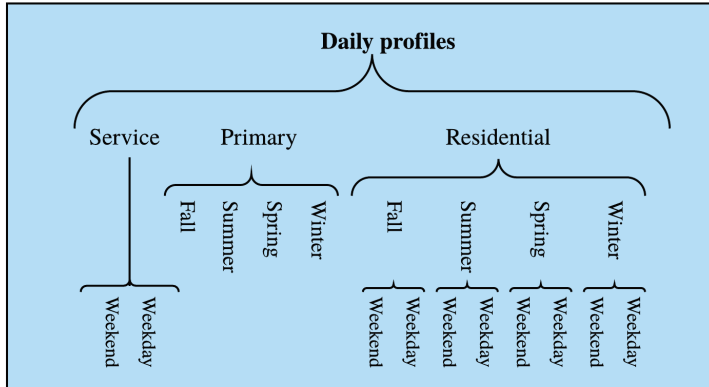 Daily profiles
Service Primary Residential
Fall Summer Spring Winter Fall Summer Spring Winter
Weekend Weekday Weekend Weekday Weekend Weekday Weekend Weekday Weekend Weekday